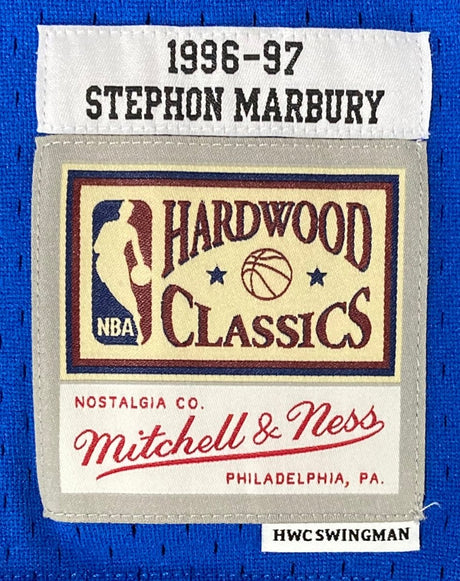 1996-97
STEPHON MARBURY
HARDWOOD
NBA
CLASSICS
NOSTALGIA CO.
Mitchell & Ness
PHILADELPHIA, PA.
HWC SWINGMAN